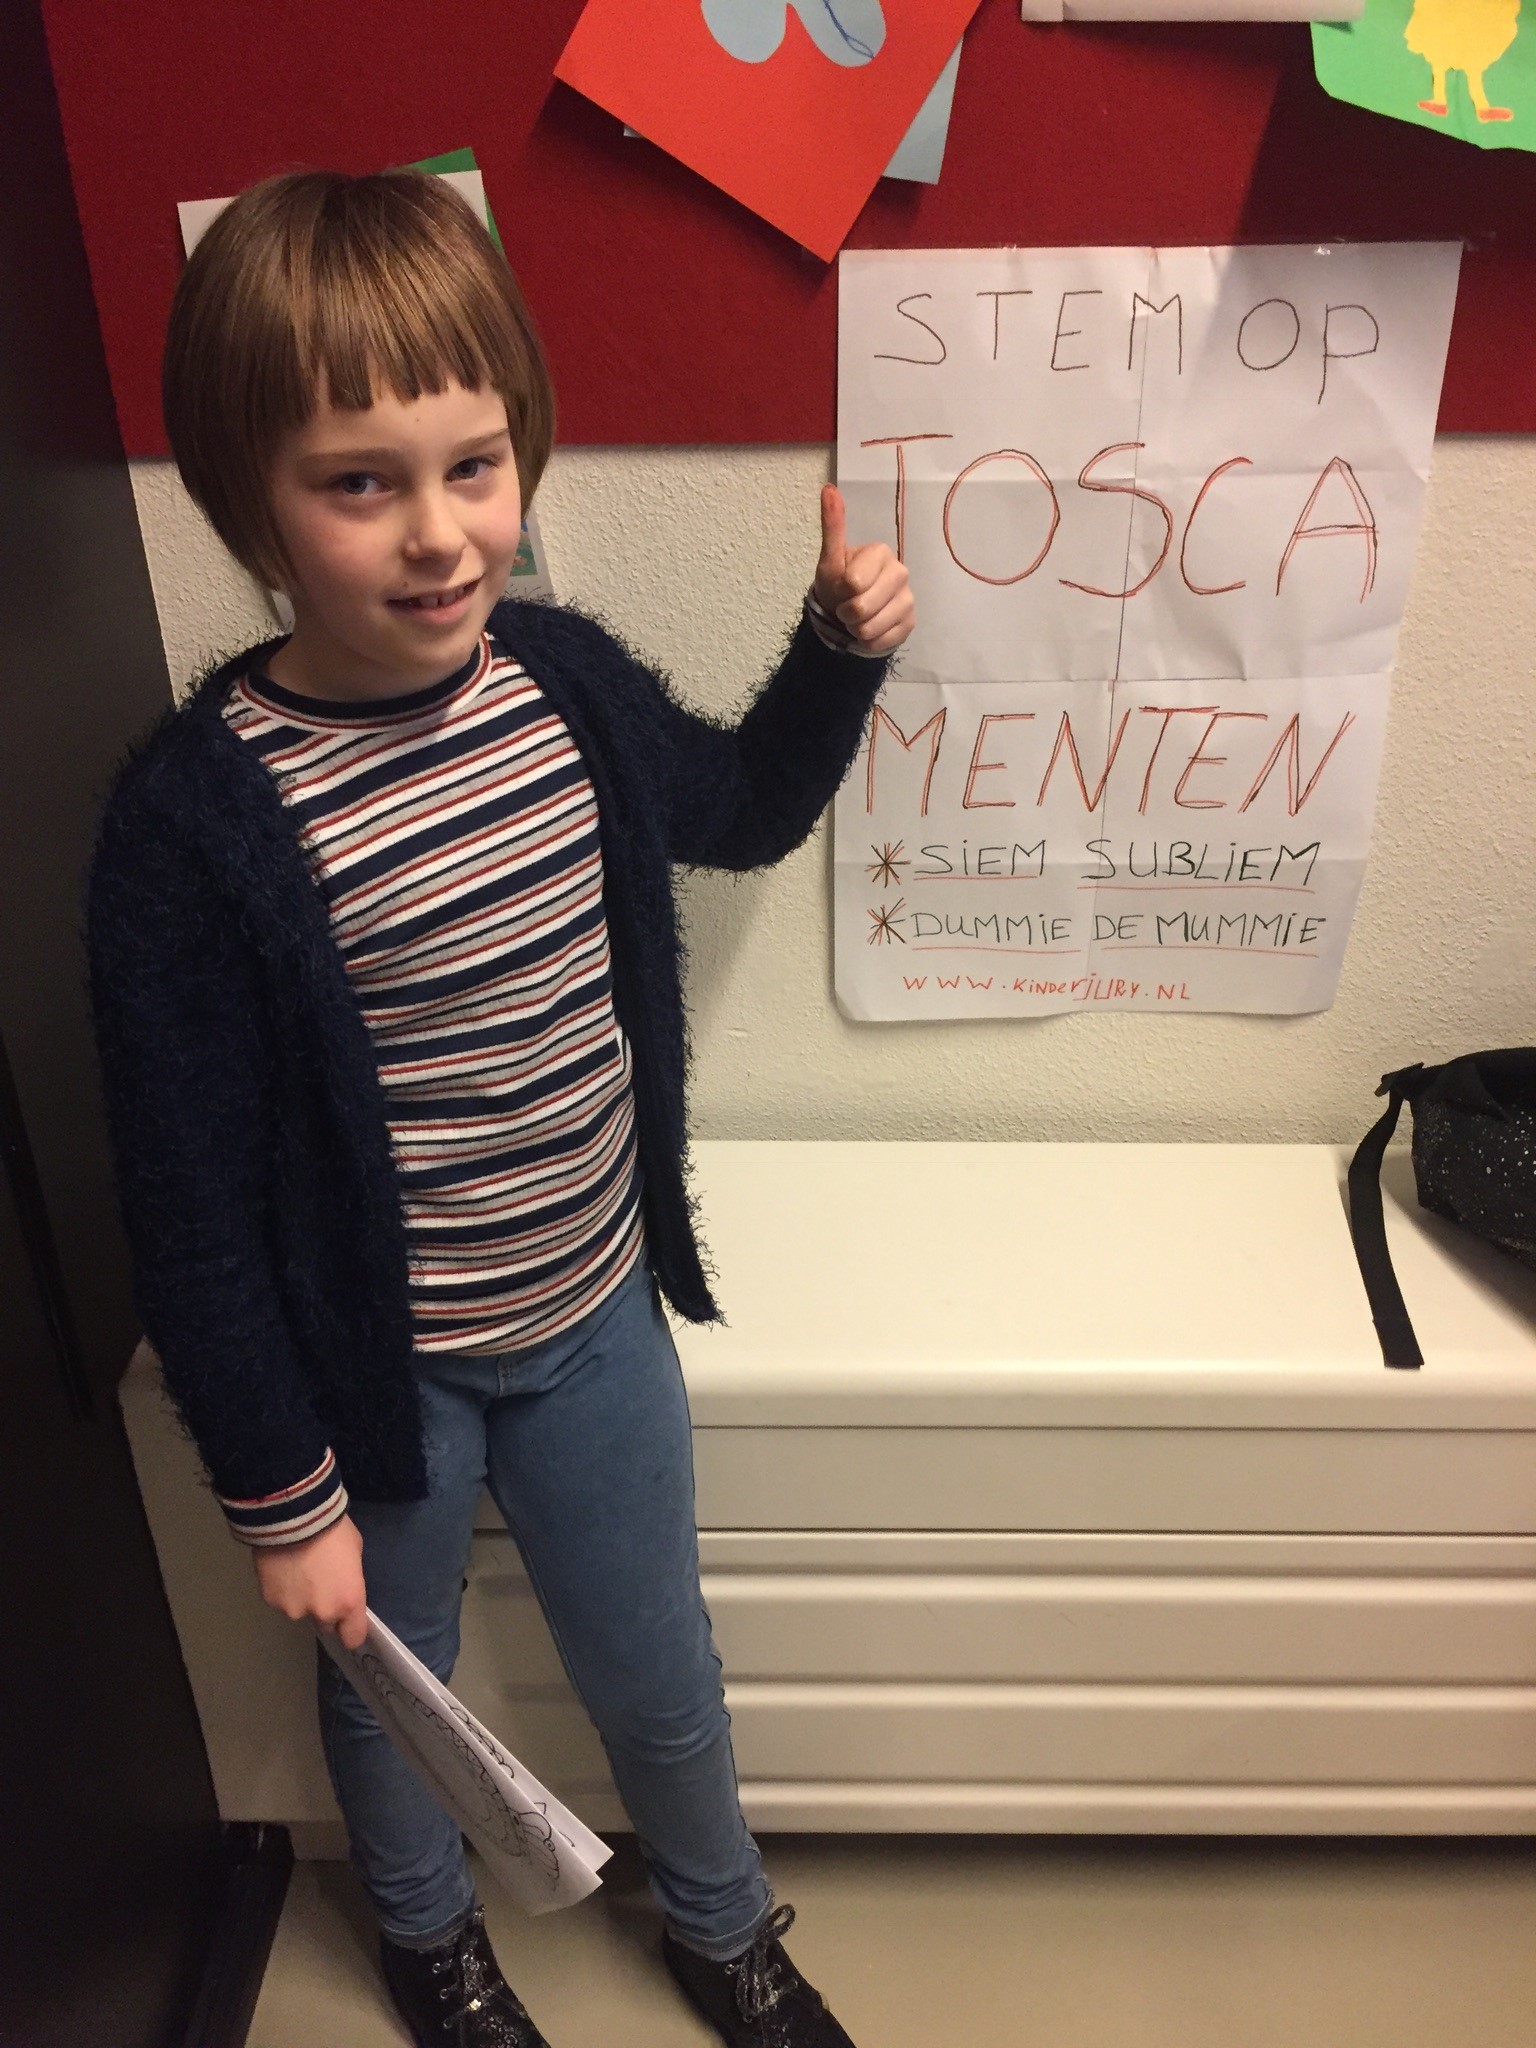 STEM OP
TOSCA
MENTEN
* SiEM SUBLiEM
* DUMMiE DE MUMMiE
WWW.KiNDERjURY.NL